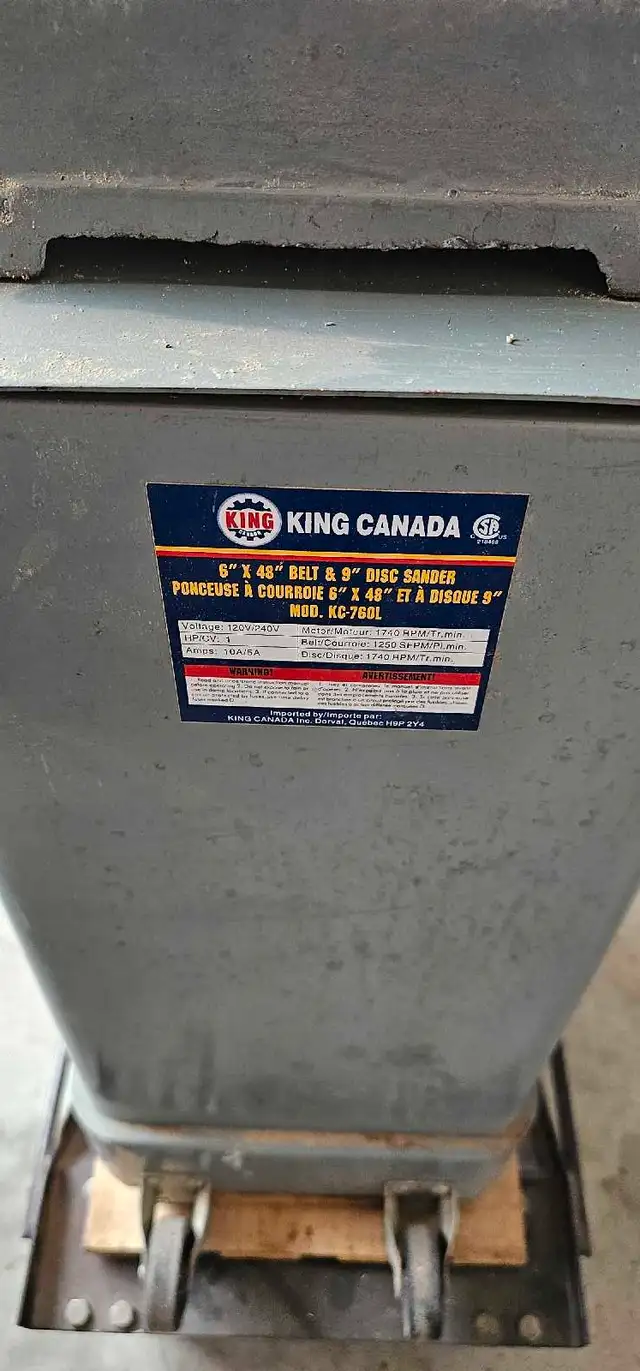 KING
CANADA
KING CANADA
C US
218408
6" X 48" BELT & 9" DISC SANDER
PONCEUSE À COURROIE 6" X 48" ET À DISQUE 9"
MOD. KC-760L
Voltage: 120V/240V
HP/CV: 1
Amps: 10A/5A
Motor/Moteur: 1740 RPM/Tr.min.
Belt/Courroie: 1250 SFPM/Pi.min.
Disc/Disque: 1740 RPM/Tr.min.
WARNING!
AVERTISSEMENT!
Imported by/Importé par:
KING CANADA Inc. Dorval, Québec H9P 2Y4